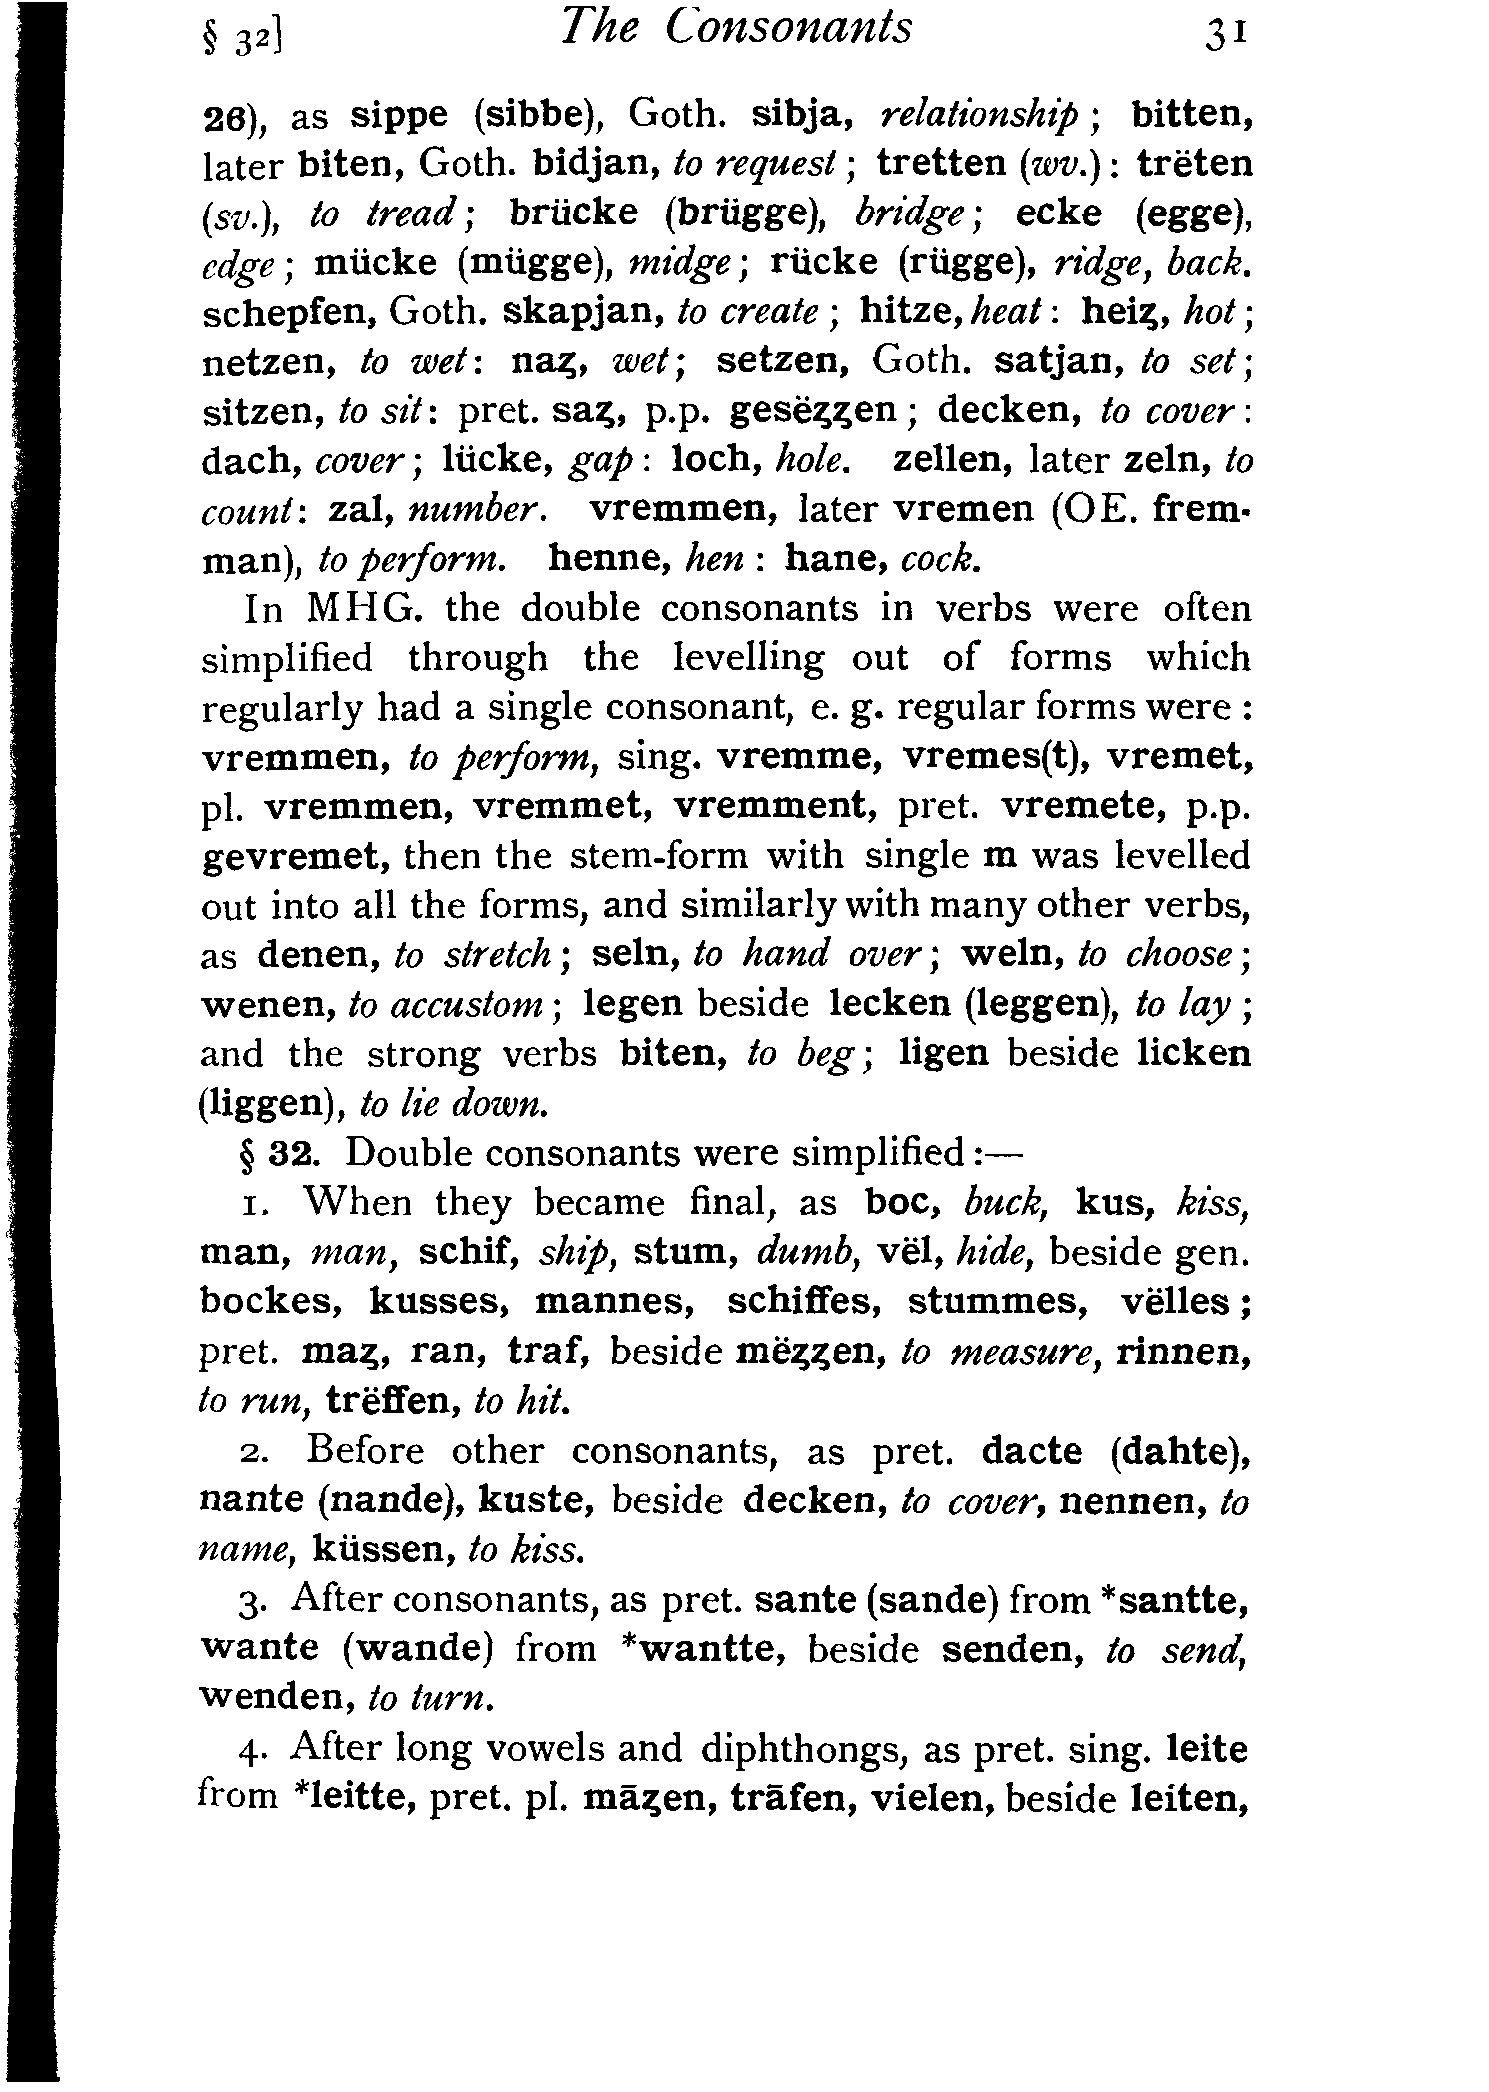 § 32] The Consonants 31
26), as sippe (sibbe), Goth. sibja, relationship ; bitten,
later biten, Goth. bidjan, to request ; tretten (wv.) : trëten
(sv.), to tread ; brücke (brügge), bridge ; ecke (egge),
edge ; mücke (mügge), midge ; rücke (rügge), ridge, back.
schepfen, Goth. skapjan, to create ; hitze, heat : heiʒ, hot ;
netzen, to wet : naʒ, wet ; setzen, Goth. satjan, to set ;
sitzen, to sit : pret. saʒ, p.p. gesëʒʒen ; decken, to cover :
dach, cover ; lücke, gap : loch, hole. zellen, later zeln, to
count : zal, number. vremmen, later vremen (OE. frem-
man), to perform. henne, hen : hane, cock.
In MHG. the double consonants in verbs were often
simplified through the levelling out of forms which
regularly had a single consonant, e. g. regular forms were :
vremmen, to perform, sing. vremme, vremes(t), vremet,
pl. vremmen, vremmet, vremment, pret. vremete, p.p.
gevremet, then the stem-form with single m was levelled
out into all the forms, and similarly with many other verbs,
as denen, to stretch ; seln, to hand over ; weln, to choose ;
wenen, to accustom ; legen beside lecken (leggen), to lay ;
and the strong verbs biten, to beg ; ligen beside licken
(liggen), to lie down.
§ 32. Double consonants were simplified :—
1. When they became final, as boc, buck, kus, kiss,
man, man, schif, ship, stum, dumb, vël, hide, beside gen.
bockes, kusses, mannes, schiffes, stummes, vëlles ;
pret. maʒ, ran, traf, beside mëʒʒen, to measure, rinnen,
to run, trëffen, to hit.
2. Before other consonants, as pret. dacte (dahte),
nante (nande), kuste, beside decken, to cover, nennen, to
name, küssen, to kiss.
3. After consonants, as pret. sante (sande) from *santte,
wante (wande) from *wantte, beside senden, to send,
wenden, to turn.
4. After long vowels and diphthongs, as pret. sing. leite
from *leitte, pret. pl. māʒen, trāfen, vielen, beside leiten,